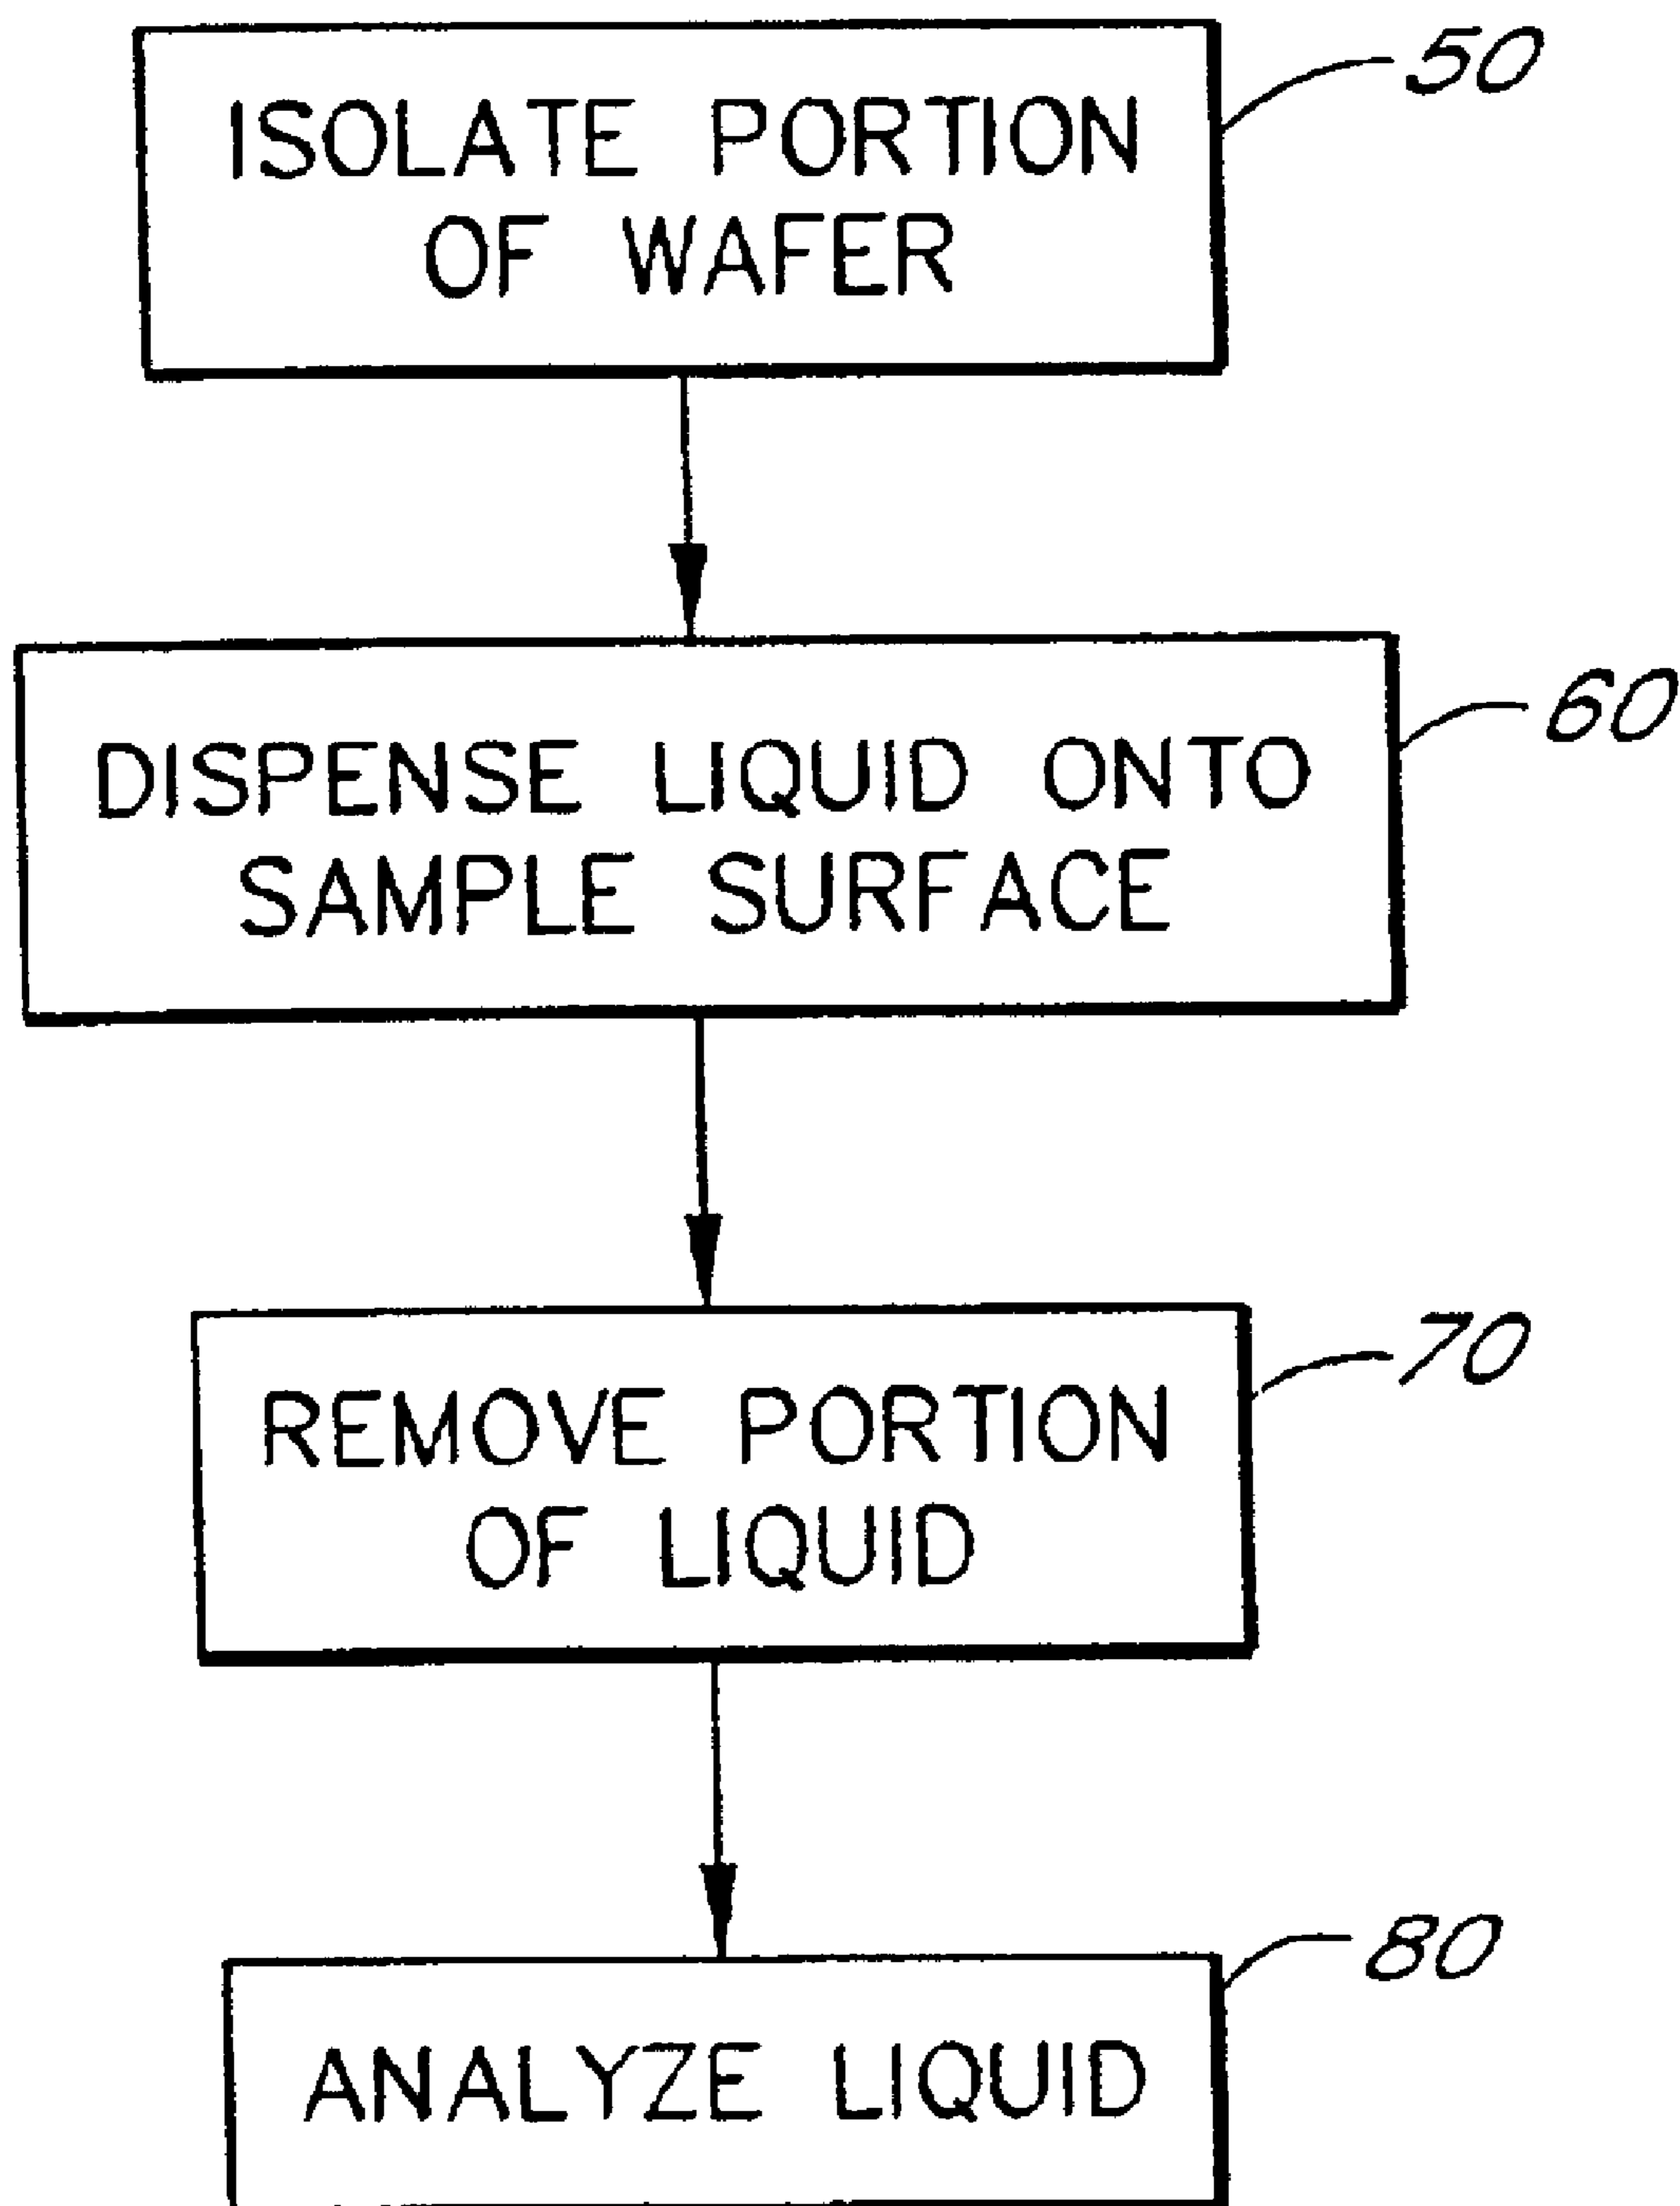 50
ISOLATE PORTION
OF WAFER
60
DISPENSE LIQUID ONTO
SAMPLE SURFACE
70
REMOVE PORTION
OF LIQUID
80
ANALYZE LIQUID